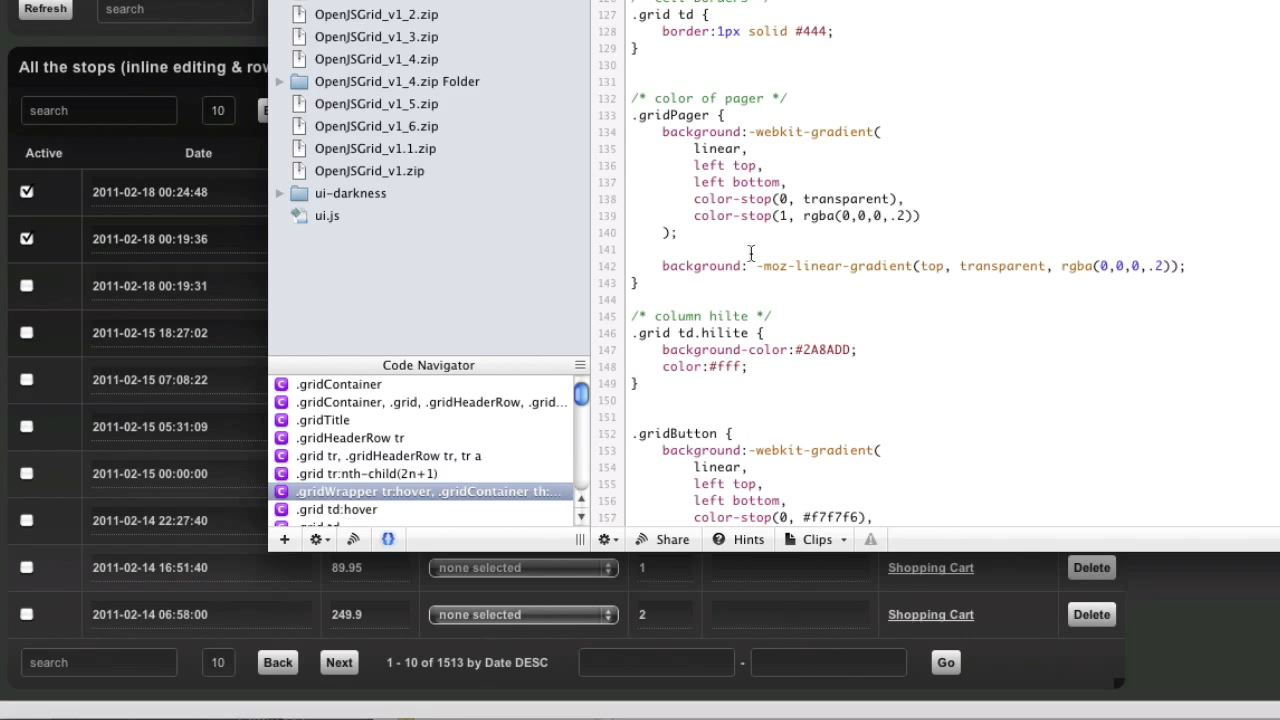 Refresh
search
All the stops (inline editing & row
search
10
Active
Date
2011-02-18 00:24:48
2011-02-18 00:19:36
2011-02-18 00:19:31
2011-02-15 18:27:02
2011-02-15 07:08:22
2011-02-15 05:31:09
2011-02-15 00:00:00
2011-02-14 22:27:40
2011-02-14 16:51:40
89.95
none selected
1
Shopping Cart
Delete
2011-02-14 06:58:00
249.9
none selected
2
Shopping Cart
Delete
search
10
Back
Next
1 - 10 of 1513 by Date DESC
-
Go
OpenJSGrid_v1_2.zip
OpenJSGrid_v1_3.zip
OpenJSGrid_v1_4.zip
OpenJSGrid_v1_4.zip Folder
OpenJSGrid_v1_5.zip
OpenJSGrid_v1_6.zip
OpenJSGrid_v1.1.zip
OpenJSGrid_v1.zip
ui-darkness
ui.js
Code Navigator
C .gridContainer
C .gridContainer, .grid, .gridHeaderRow, .grid...
C .gridTitle
C .gridHeaderRow tr
C .grid tr, .gridHeaderRow tr, tr a
C .grid tr:nth-child(2n+1)
C .gridWrapper tr:hover, .gridContainer th:...
C .grid td:hover
.grid td
Share
Hints
Clips
/* cell borders */
127 .grid td {
128 border:1px solid #444;
129 }
130
131
132 /* color of pager */
133 .gridPager {
134 background:-webkit-gradient(
135 linear,
136 left top,
137 left bottom,
138 color-stop(0, transparent),
139 color-stop(1, rgba(0,0,0,.2))
140 );
141
142 background: -moz-linear-gradient(top, transparent, rgba(0,0,0,.2));
143 }
144
145 /* column hilte */
146 .grid td.hilite {
147 background-color:#2A8ADD;
148 color:#fff;
149 }
150
151
152 .gridButton {
153 background:-webkit-gradient(
154 linear,
155 left top,
156 left bottom,
157 color-stop(0, #f7f7f6),